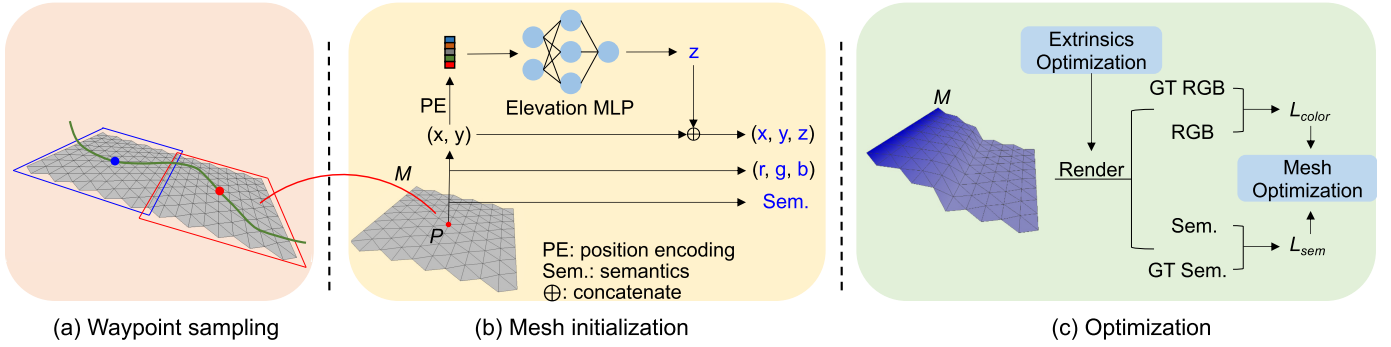 z
Elevation MLP
PE
(x, y)
(x, y, z)
(r, g, b)
Sem.
M
P
PE: position encoding
Sem.: semantics
⊕: concatenate
Extrinsics
Optimization
M
GT RGB
RGB
L_color
Render
Mesh
Optimization
Sem.
GT Sem.
L_sem
(a) Waypoint sampling
(b) Mesh initialization
(c) Optimization